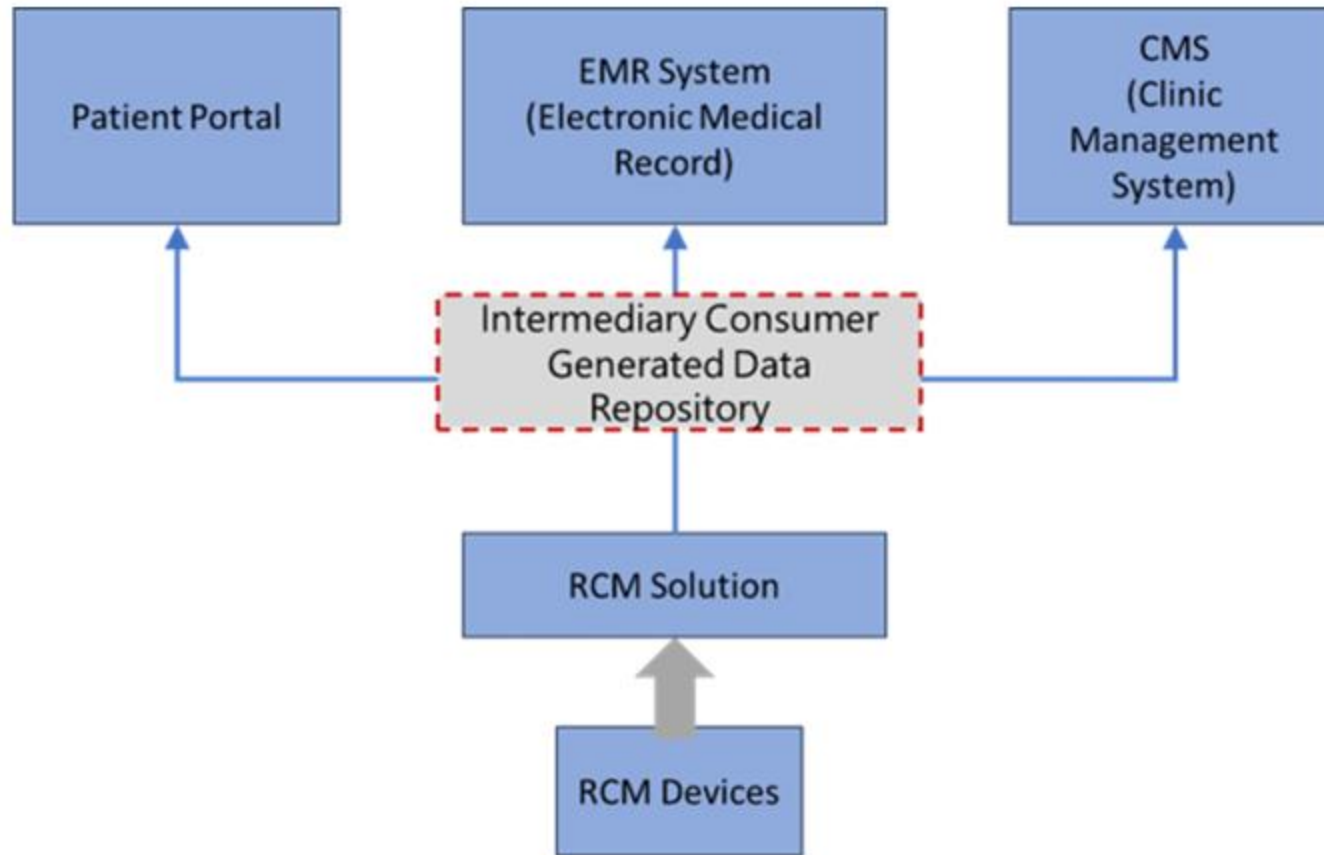 Patient Portal
EMR System
(Electronic Medical
Record)
CMS
(Clinic
Management
System)
Intermediary Consumer
Generated Data
Repository
RCM Solution
RCM Devices